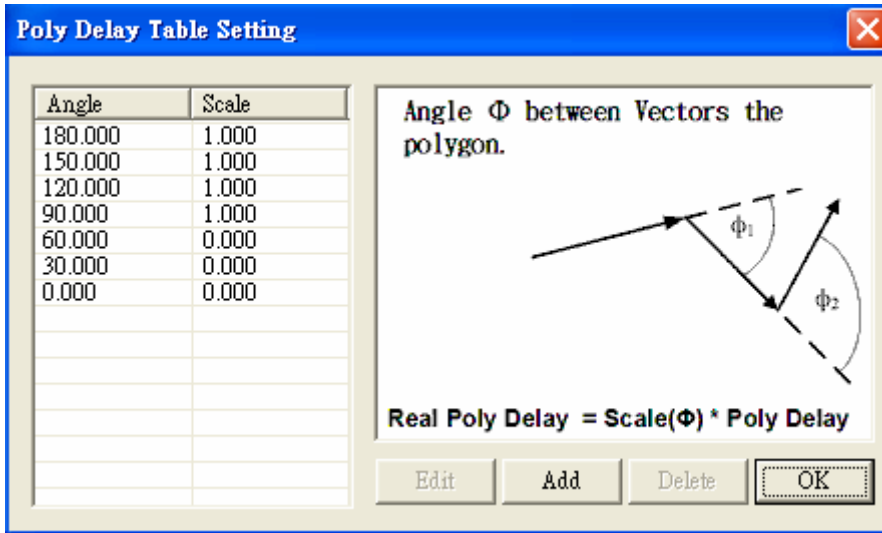 Poly Delay Table Setting
Angle Scale
180.000 1.000
150.000 1.000
120.000 1.000
90.000 1.000
60.000 0.000
30.000 0.000
0.000 0.000
Angle Φ between Vectors the
polygon.
ϕ1
ϕ2
Real Poly Delay = Scale(Φ) * Poly Delay
Edit Add Delete OK